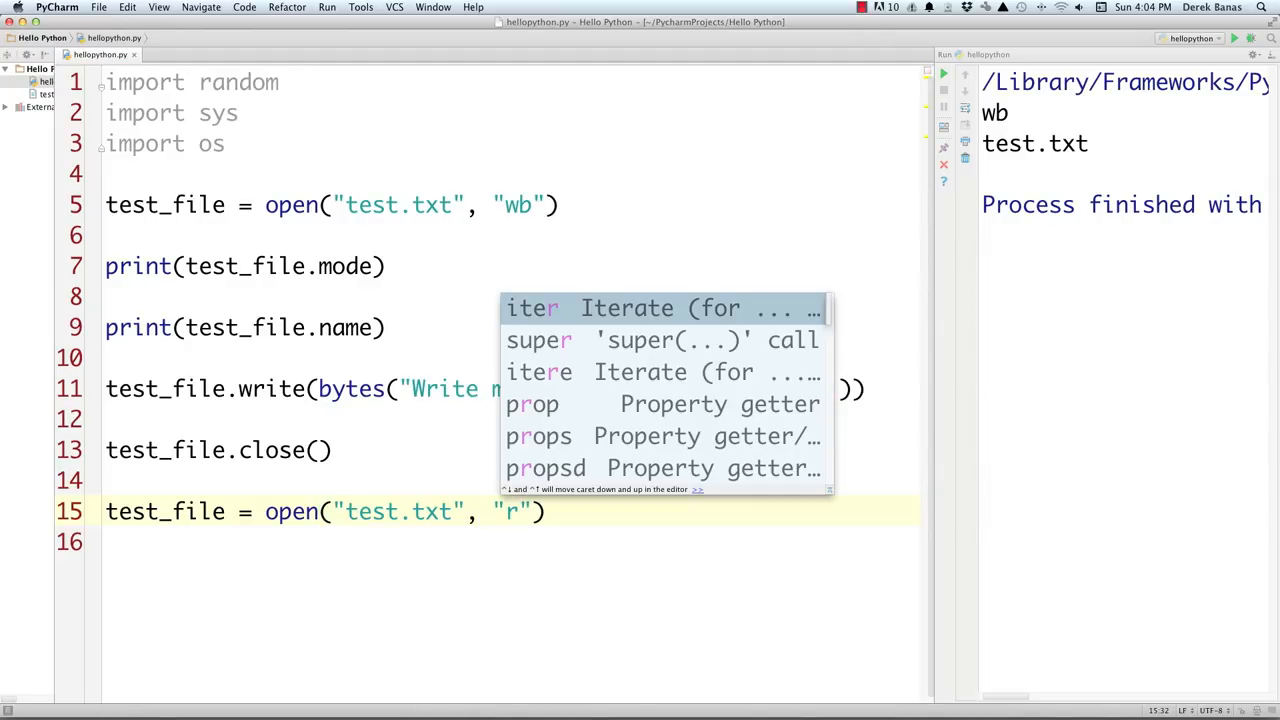 PyCharm File Edit View Navigate Code Refactor Run Tools VCS Window Help 10 Sun 4:04 PM Derek Banas
hellopython.py – Hello Python – [~/PycharmProjects/Hello Python]
Hello Python hellopython.py hellopython
hellopython.py Run hellopython
Hello P
hell
test
Extern
1 import random
2 import sys
3 import os
4
5 test_file = open("test.txt", "wb")
6
7 print(test_file.mode)
8
9 print(test_file.name)
10
11 test_file.write(bytes("Write m ))
12
13 test_file.close()
14
15 test_file = open("test.txt", "r")
16
iter Iterate (for ... …
super 'super(...)' call
itere Iterate (for ...…
prop Property getter
props Property getter/…
propsd Property getter…
^↓ and ^↑ will move caret down and up in the editor >>
/Library/Frameworks/Py
wb
test.txt
Process finished with
15:32 LF UTF-8